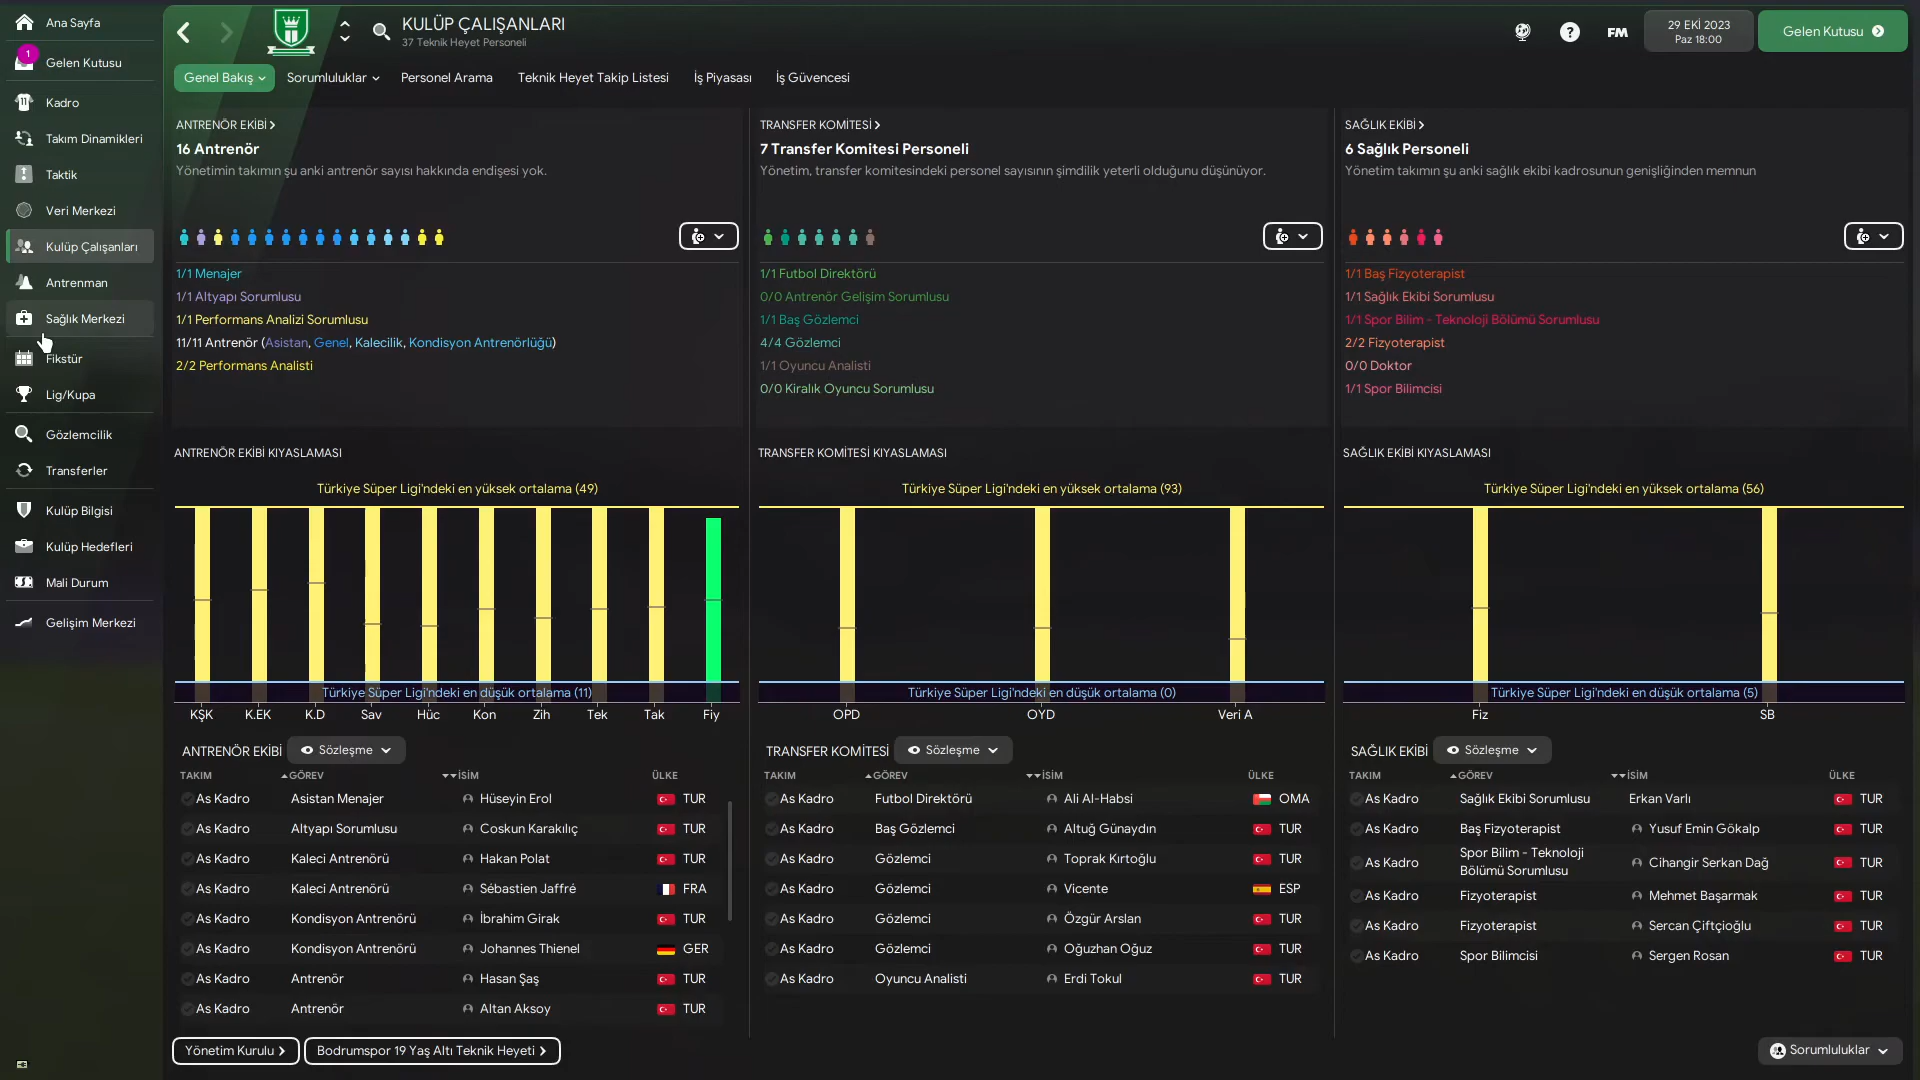 Ana Sayfa
1
Gelen Kutusu
Kadro
Takım Dinamikleri
Taktik
Veri Merkezi
Kulüp Çalışanları
Antrenman
Sağlık Merkezi
Fikstür
Lig/Kupa
Gözlemcilik
Transferler
Kulüp Bilgisi
Kulüp Hedefleri
Mali Durum
Gelişim Merkezi
KULÜP ÇALIŞANLARI
37 Teknik Heyet Personeli
FM
29 EKİ 2023
Paz 18:00
Gelen Kutusu
Genel Bakış
Sorumluluklar
Personel Arama
Teknik Heyet Takip Listesi
İş Piyasası
İş Güvencesi
ANTRENÖR EKİBİ
16 Antrenör
Yönetimin takımın şu anki antrenör sayısı hakkında endişesi yok.
1/1 Menajer
1/1 Altyapı Sorumlusu
1/1 Performans Analizi Sorumlusu
11/11 Antrenör (Asistan, Genel, Kalecilik, Kondisyon Antrenörlüğü)
2/2 Performans Analisti
TRANSFER KOMİTESİ
7 Transfer Komitesi Personeli
Yönetim, transfer komitesindeki personel sayısının şimdilik yeterli olduğunu düşünüyor.
1/1 Futbol Direktörü
0/0 Antrenör Gelişim Sorumlusu
1/1 Baş Gözlemci
4/4 Gözlemci
1/1 Oyuncu Analisti
0/0 Kiralık Oyuncu Sorumlusu
SAĞLIK EKİBİ
6 Sağlık Personeli
Yönetim takımın şu anki sağlık ekibi kadrosunun genişliğinden memnun
1/1 Baş Fizyoterapist
1/1 Sağlık Ekibi Sorumlusu
1/1 Spor Bilim - Teknoloji Bölümü Sorumlusu
2/2 Fizyoterapist
0/0 Doktor
1/1 Spor Bilimcisi
ANTRENÖR EKİBİ KIYASLAMASI
Türkiye Süper Ligi'ndeki en yüksek ortalama (49)
Türkiye Süper Ligi'ndeki en düşük ortalama (11)
KŞK K.EK K.D Sav Hüc Kon Zih Tek Tak Fiy
TRANSFER KOMİTESİ KIYASLAMASI
Türkiye Süper Ligi'ndeki en yüksek ortalama (93)
Türkiye Süper Ligi'ndeki en düşük ortalama (0)
OPD OYD Veri A
SAĞLIK EKİBİ KIYASLAMASI
Türkiye Süper Ligi'ndeki en yüksek ortalama (56)
Türkiye Süper Ligi'ndeki en düşük ortalama (5)
Fiz SB
ANTRENÖR EKİBİ Sözleşme
TAKIM GÖREV İSİM ÜLKE
As Kadro Asistan Menajer Hüseyin Erol TUR
As Kadro Altyapı Sorumlusu Coskun Karakılıç TUR
As Kadro Kaleci Antrenörü Hakan Polat TUR
As Kadro Kaleci Antrenörü Sébastien Jaffré FRA
As Kadro Kondisyon Antrenörü İbrahim Girak TUR
As Kadro Kondisyon Antrenörü Johannes Thienel GER
As Kadro Antrenör Hasan Şaş TUR
As Kadro Antrenör Altan Aksoy TUR
TRANSFER KOMİTESİ Sözleşme
TAKIM GÖREV İSİM ÜLKE
As Kadro Futbol Direktörü Ali Al-Habsi OMA
As Kadro Baş Gözlemci Altuğ Günaydın TUR
As Kadro Gözlemci Toprak Kırtoğlu TUR
As Kadro Gözlemci Vicente ESP
As Kadro Gözlemci Özgür Arslan TUR
As Kadro Gözlemci Oğuzhan Oğuz TUR
As Kadro Oyuncu Analisti Erdi Tokul TUR
SAĞLIK EKİBİ Sözleşme
TAKIM GÖREV İSİM ÜLKE
As Kadro Sağlık Ekibi Sorumlusu Erkan Varlı TUR
As Kadro Baş Fizyoterapist Yusuf Emin Gökalp TUR
As Kadro Spor Bilim - Teknoloji Bölümü Sorumlusu Cihangir Serkan Dağ TUR
As Kadro Fizyoterapist Mehmet Başarmak TUR
As Kadro Fizyoterapist Sercan Çiftçioğlu TUR
As Kadro Spor Bilimcisi Sergen Rosan TUR
Yönetim Kurulu
Bodrumspor 19 Yaş Altı Teknik Heyeti
Sorumluluklar